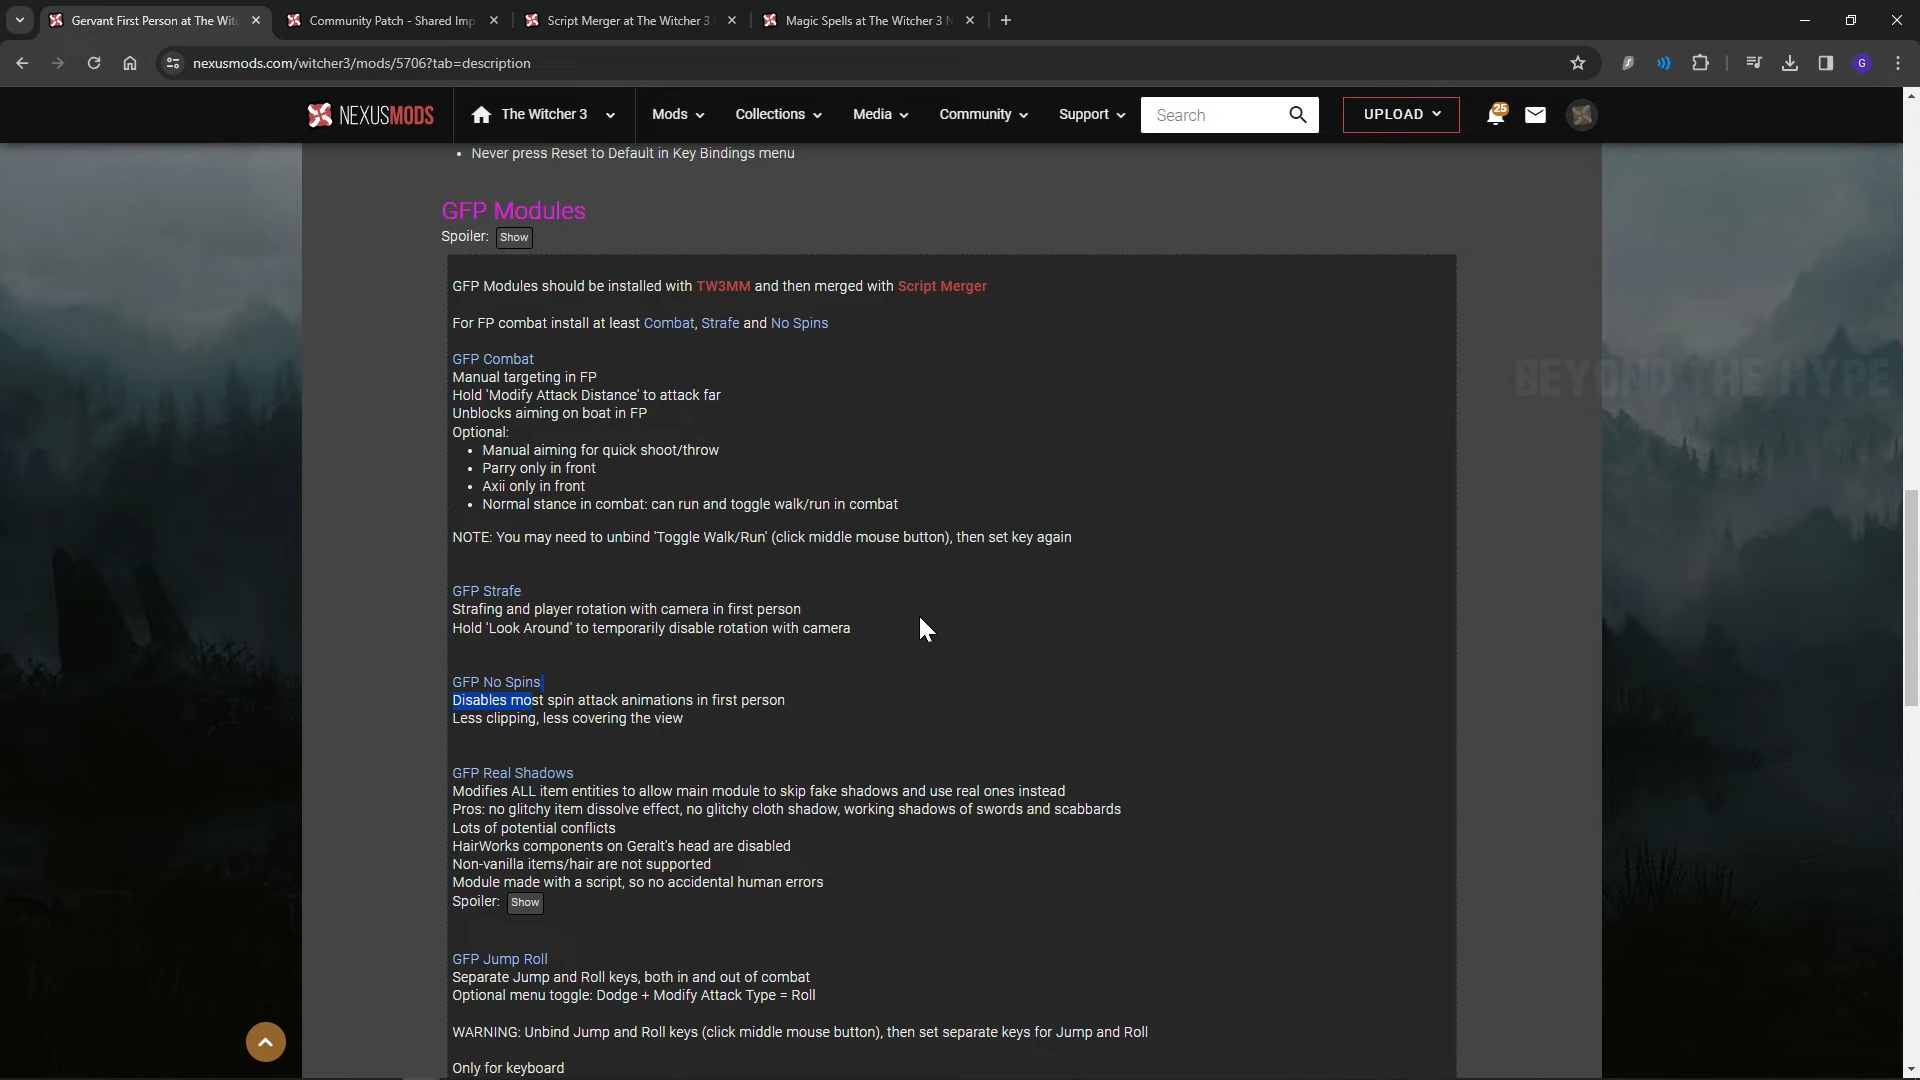 Gervant First Person at The Wit
Community Patch - Shared Imp
Script Merger at The Witcher 3
Magic Spells at The Witcher 3 N
nexusmods.com/witcher3/mods/5706?tab=description
G
NEXUSMODS
The Witcher 3
Mods
Collections
Media
Community
Support
Search
UPLOAD
25
Never press Reset to Default in Key Bindings menu
GFP Modules
Spoiler: Show
GFP Modules should be installed with TW3MM and then merged with Script Merger
For FP combat install at least Combat, Strafe and No Spins
BEYOND THE HYPE
GFP Combat
Manual targeting in FP
Hold 'Modify Attack Distance' to attack far
Unblocks aiming on boat in FP
Optional:
Manual aiming for quick shoot/throw
Parry only in front
Axii only in front
Normal stance in combat: can run and toggle walk/run in combat
NOTE: You may need to unbind 'Toggle Walk/Run' (click middle mouse button), then set key again
GFP Strafe
Strafing and player rotation with camera in first person
Hold 'Look Around' to temporarily disable rotation with camera
GFP No Spins
Disables most spin attack animations in first person
Less clipping, less covering the view
GFP Real Shadows
Modifies ALL item entities to allow main module to skip fake shadows and use real ones instead
Pros: no glitchy item dissolve effect, no glitchy cloth shadow, working shadows of swords and scabbards
Lots of potential conflicts
HairWorks components on Geralt's head are disabled
Non-vanilla items/hair are not supported
Module made with a script, so no accidental human errors
Spoiler: Show
GFP Jump Roll
Separate Jump and Roll keys, both in and out of combat
Optional menu toggle: Dodge + Modify Attack Type = Roll
WARNING: Unbind Jump and Roll keys (click middle mouse button), then set separate keys for Jump and Roll
Only for keyboard